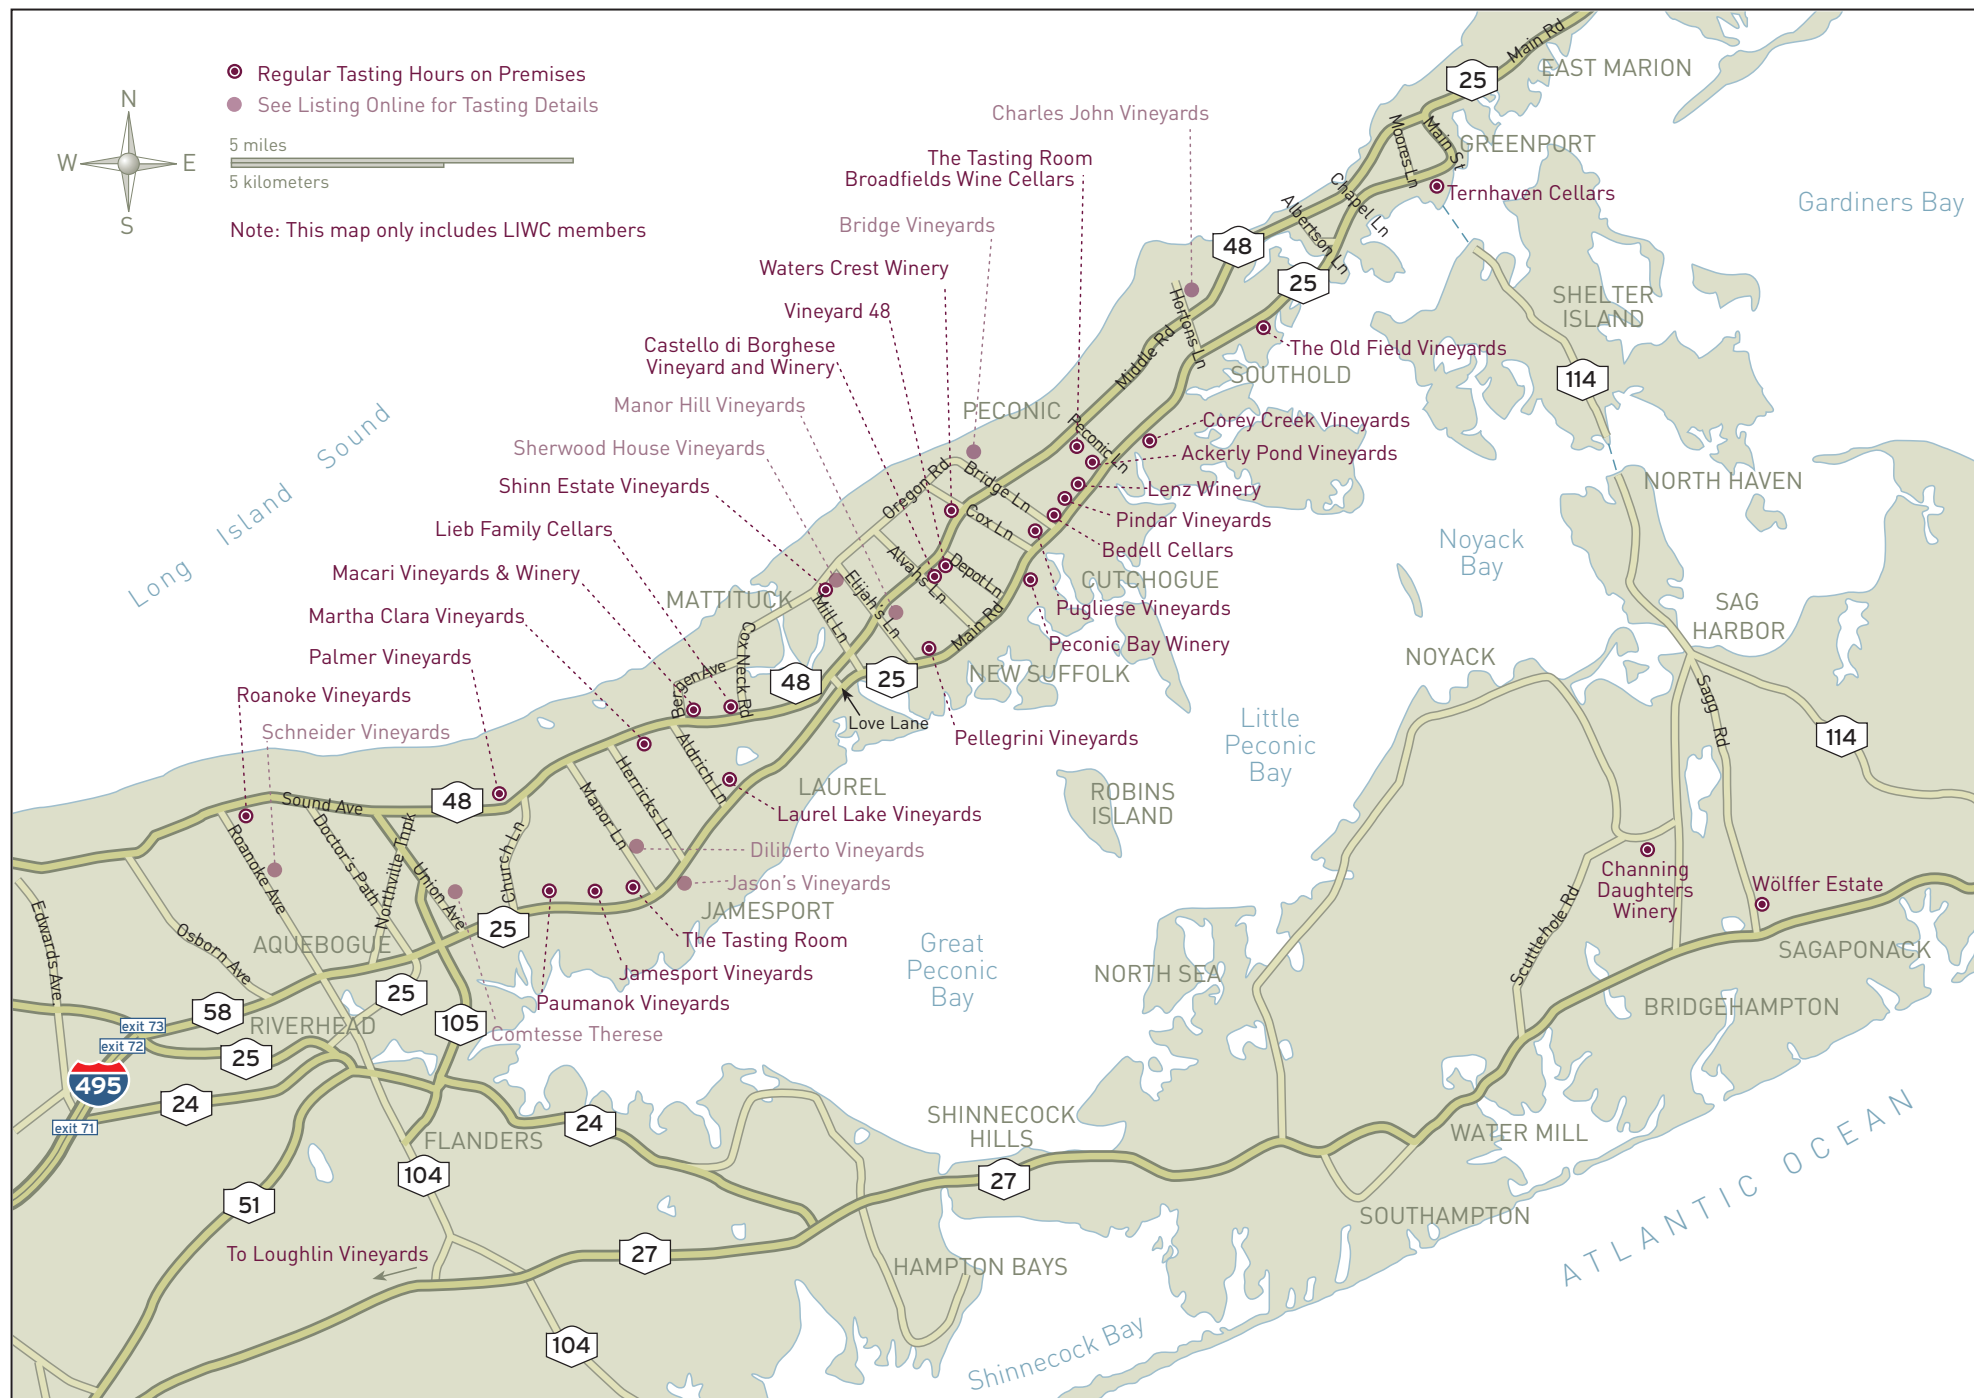 Regular Tasting Hours on Premises
See Listing Online for Tasting Details
N
W
E
S
5 miles
5 kilometers
Note: This map only includes LIWC members
Main Rd
EAST MARION
25
Charles John Vineyards
Moores Ln
Main St
GREENPORT
The Tasting Room
Broadfields Wine Cellars
Ternhaven Cellars
Gardiners Bay
Chapel Ln
Albertson Ln
Bridge Vineyards
48
25
Waters Crest Winery
Hortons Ln
SHELTER
ISLAND
Vineyard 48
The Old Field Vineyards
Castello di Borghese
Vineyard and Winery
Middle Rd
SOUTHOLD
114
Manor Hill Vineyards
PECONIC
Peconic Ln
Corey Creek Vineyards
Long Island Sound
Sherwood House Vineyards
Ackerly Pond Vineyards
Oregon Rd
Bridge Ln
Shinn Estate Vineyards
Lenz Winery
NORTH HAVEN
Cox Ln
Pindar Vineyards
Lieb Family Cellars
Bedell Cellars
Noyack
Bay
Alvahs Ln
Depot Ln
Macari Vineyards & Winery
CUTCHOGUE
Elijah's Ln
MATTITUCK
Mill Ln
Pugliese Vineyards
SAG
HARBOR
Martha Clara Vineyards
Main Rd
Peconic Bay Winery
Cox Neck Rd
Palmer Vineyards
NOYACK
Bergen Ave
48
25
NEW SUFFOLK
Roanoke Vineyards
Sagg Rd
Love Lane
Little
Peconic
Bay
Schneider Vineyards
Pellegrini Vineyards
114
Aldrich Ln
Herricks Ln
LAUREL
ROBINS
ISLAND
Manor Ln
Sound Ave
48
Laurel Lake Vineyards
Roanoke Ave
Doctor's Path
Northville Tnpk
Church Ln
Diliberto Vineyards
Channing
Daughters
Winery
Union Ave
Jason's Vineyards
Wölffer Estate
Edwards Ave.
JAMESPORT
Scuttlehole Rd
25
Osborn Ave
AQUEBOGUE
The Tasting Room
Great
Peconic
Bay
SAGAPONACK
Jamesport Vineyards
NORTH SEA
25
Paumanok Vineyards
BRIDGEHAMPTON
58
RIVERHEAD
105
exit 73
Comtesse Therese
exit 72
25
495
24
exit 71
24
SHINNECOCK
HILLS
FLANDERS
WATER MILL
ATLANTIC OCEAN
104
27
51
SOUTHAMPTON
To Loughlin Vineyards
27
HAMPTON BAYS
104
Shinnecock Bay